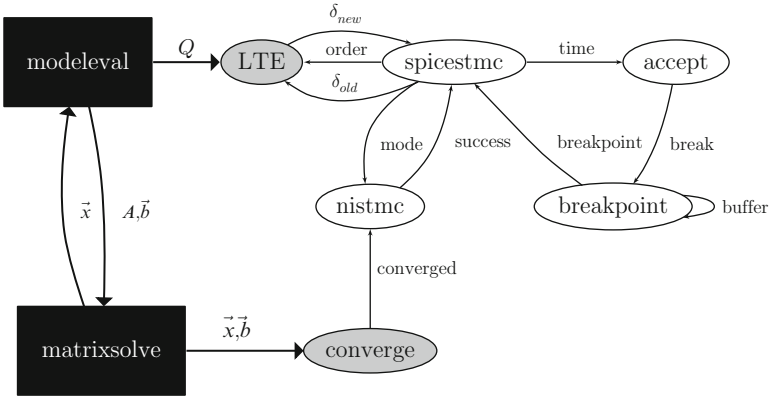 δnew
modeleval Q LTE order spicestmc time accept
δold
mode success breakpoint break
x⃗ A,b⃗ nistmc breakpoint buffer
converged
matrixsolve x⃗,b⃗ converge